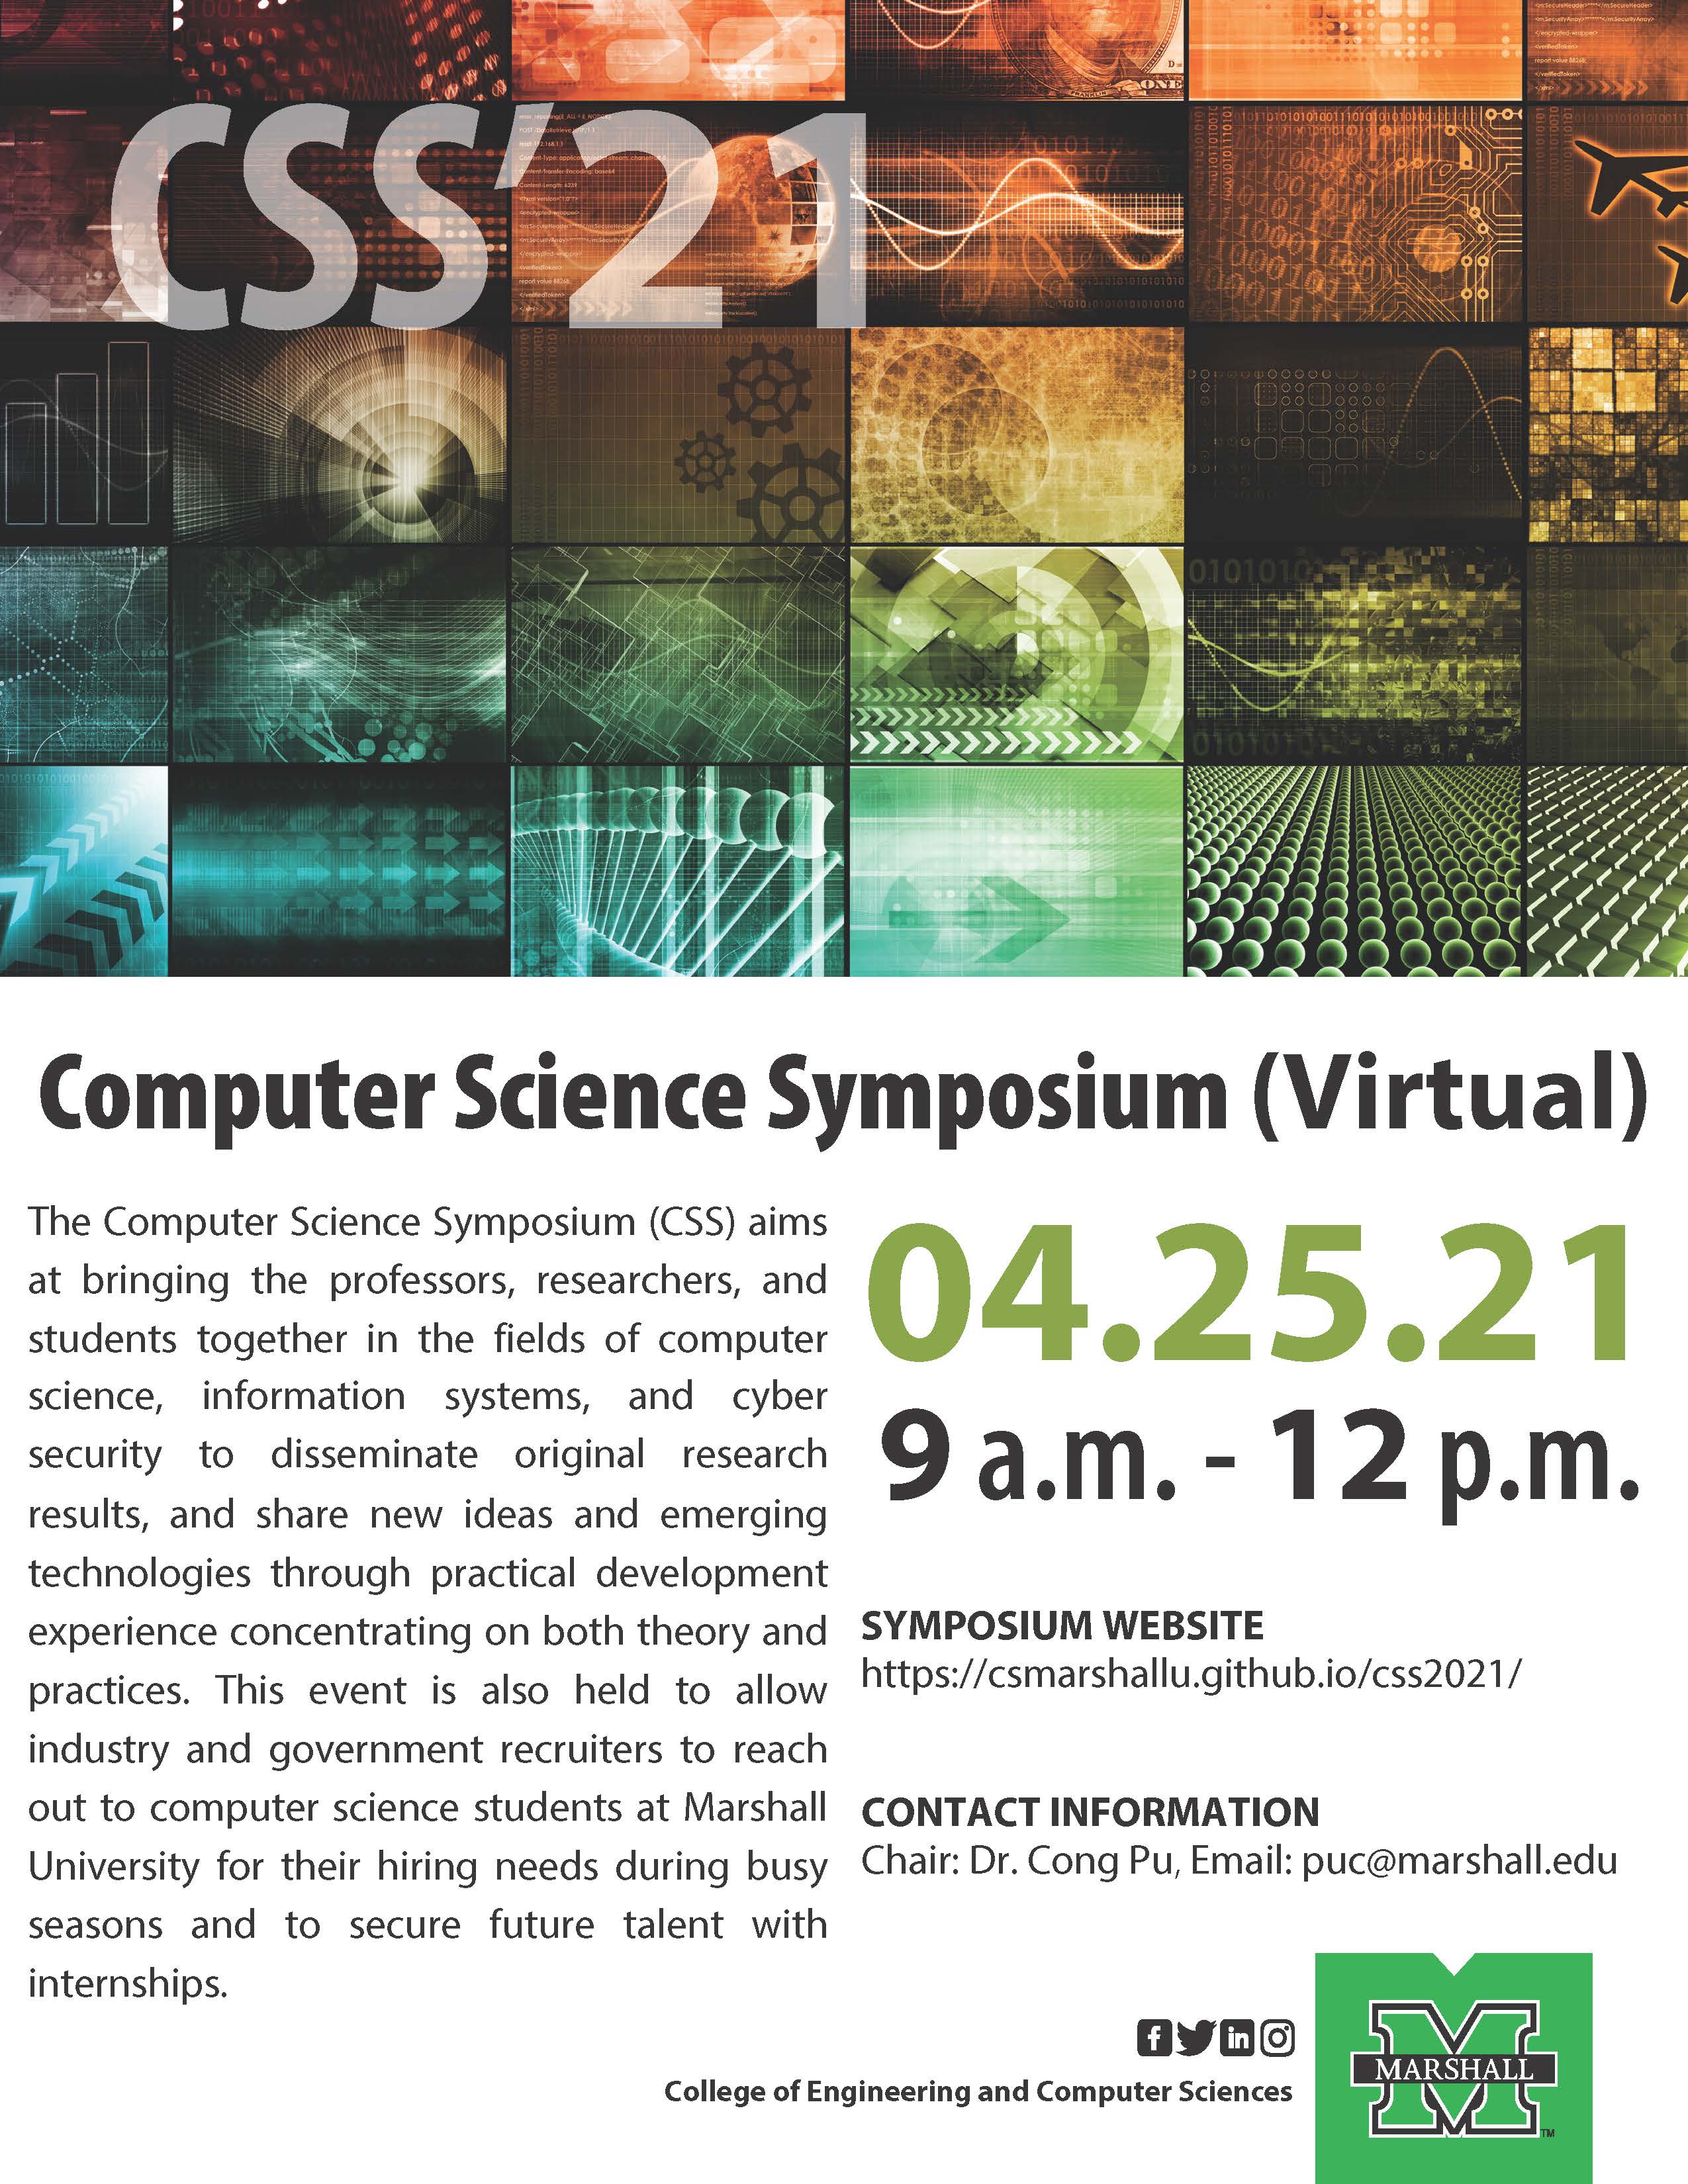 CSS'21
Computer Science Symposium (Virtual)
The Computer Science Symposium (CSS) aims
at bringing the professors, researchers, and
students together in the fields of computer
science, information systems, and cyber
security to disseminate original research
results, and share new ideas and emerging
technologies through practical development
experience concentrating on both theory and
practices. This event is also held to allow
industry and government recruiters to reach
out to computer science students at Marshall
University for their hiring needs during busy
seasons and to secure future talent with
internships.
04.25.21
9 a.m. - 12 p.m.
SYMPOSIUM WEBSITE
https://csmarshallu.github.io/css2021/
CONTACT INFORMATION
Chair: Dr. Cong Pu, Email: puc@marshall.edu
College of Engineering and Computer Sciences
MARSHALL
TM